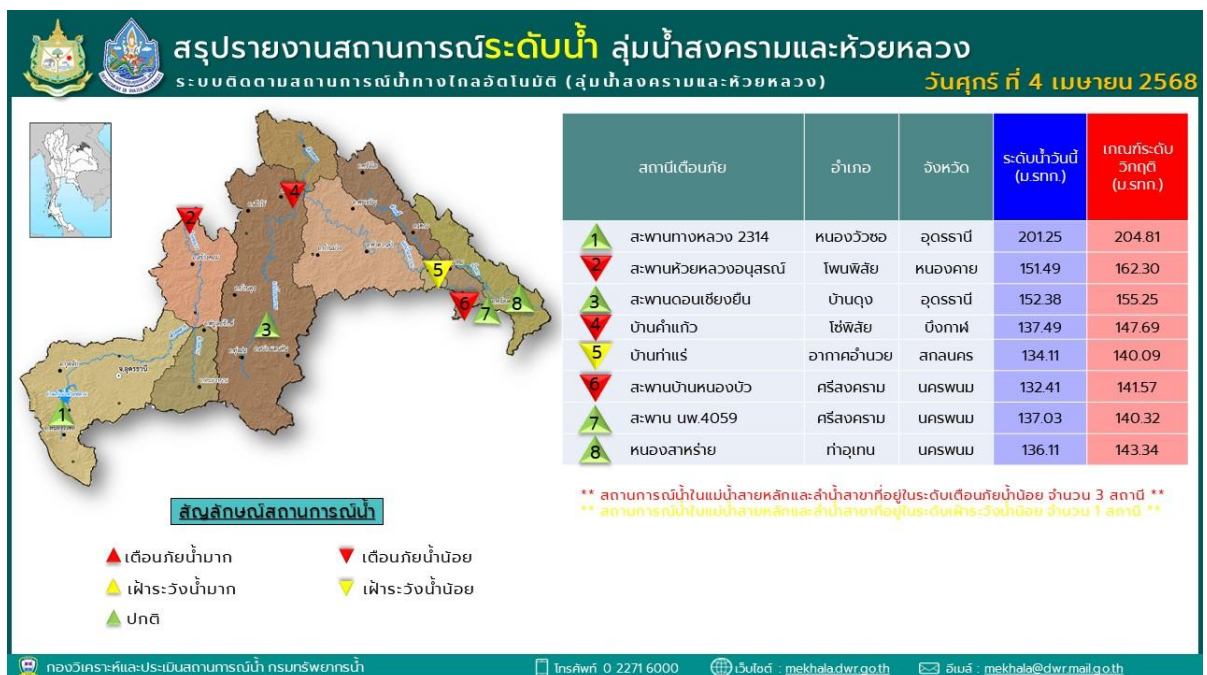 สรุปรายงานสถานการณ์ระดับน้ำ ลุ่มน้ำสงครามและห้วยหลวง
ระบบติดตามสถานการณ์น้ำทางไกลอัตโนมัติ (ลุ่มน้ำสงครามและห้วยหลวง)
วันศุกร์ ที่ 4 เมษายน 2568
สถานีเตือนภัย อำเภอ จังหวัด ระดับน้ำวันนี้ (ม.รทก.) เกณฑ์ระดับวิกฤติ (ม.รทก.)
1 สะพานทางหลวง 2314 หนองวัวซอ อุดรธานี 201.25 204.81
2 สะพานห้วยหลวงอนุสรณ์ โพนพิสัย หนองคาย 151.49 162.30
3 สะพานดอนเชียงยืน บ้านดุง อุดรธานี 152.38 155.25
4 บ้านคำแก้ว โซ่พิสัย บึงกาฬ 137.49 147.69
5 บ้านท่าแร่ อากาศอำนวย สกลนคร 134.11 140.09
6 สะพานบ้านหนองบัว ศรีสงคราม นครพนม 132.41 141.57
7 สะพาน นพ.4059 ศรีสงคราม นครพนม 137.03 140.32
8 หนองสาหร่าย ท่าอุเทน นครพนม 136.11 143.34
** สถานการณ์น้ำในแม่น้ำสายหลักและลำน้ำสาขาที่อยู่ในระดับเตือนภัยน้ำน้อย จำนวน 3 สถานี **
** สถานการณ์น้ำในแม่น้ำสายหลักและลำน้ำสาขาที่อยู่ในระดับเฝ้าระวังน้ำน้อย จำนวน 1 สถานี **
4
2
5
6
7
8
3
จ.อุดรธานี
1
สัญลักษณ์สถานการณ์น้ำ
เตือนภัยน้ำมาก
เตือนภัยน้ำน้อย
เฝ้าระวังน้ำมาก
เฝ้าระวังน้ำน้อย
ปกติ
กองวิเคราะห์และประเมินสถานการณ์น้ำ กรมทรัพยากรน้ำ
โทรศัพท์ 0 2271 6000
เว็บไซต์ : mekhala.dwr.go.th
อีเมล์ : mekhala@dwr.mail.go.th